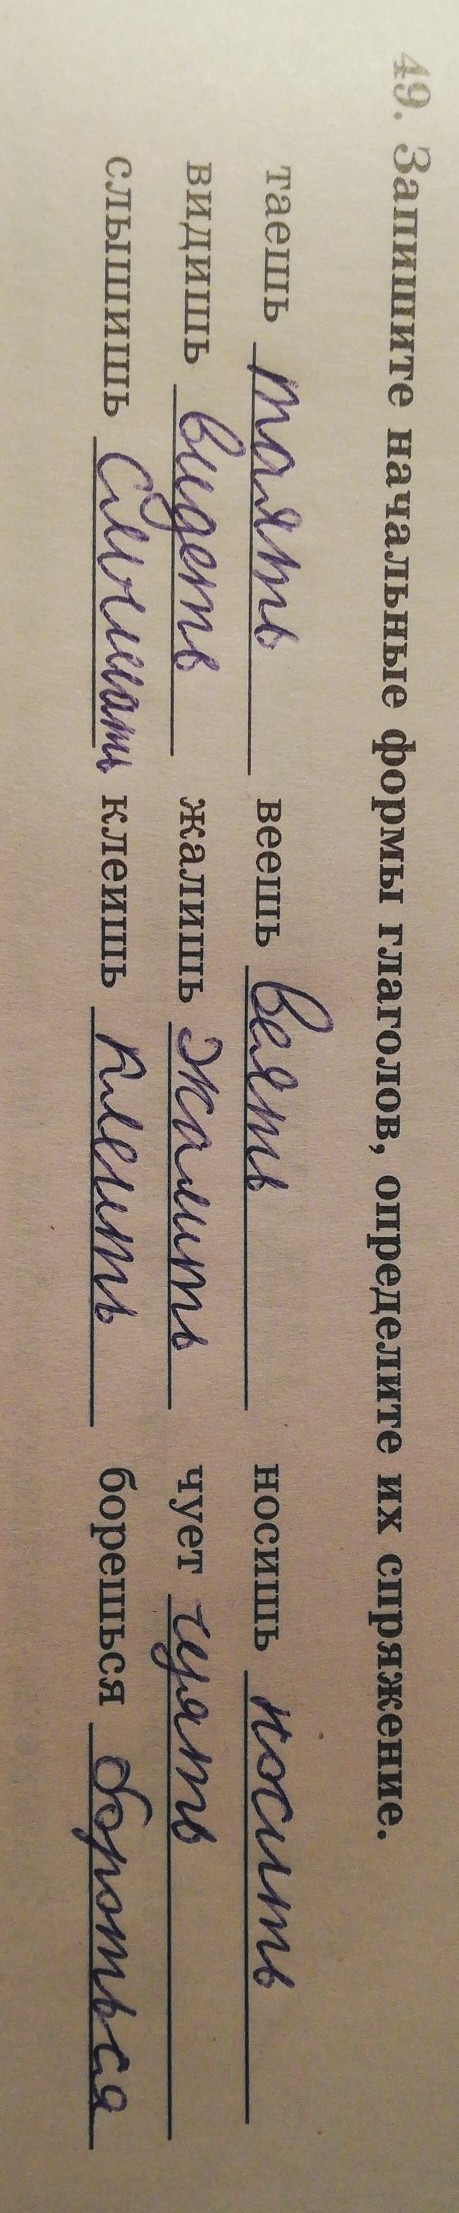 49. Запишите начальные формы глаголов, определите их спряжение.
таешь таять веешь веять носишь носить
видишь видеть жалишь жалить чует чуять
слышишь слышать клеишь клеить борешься бороться